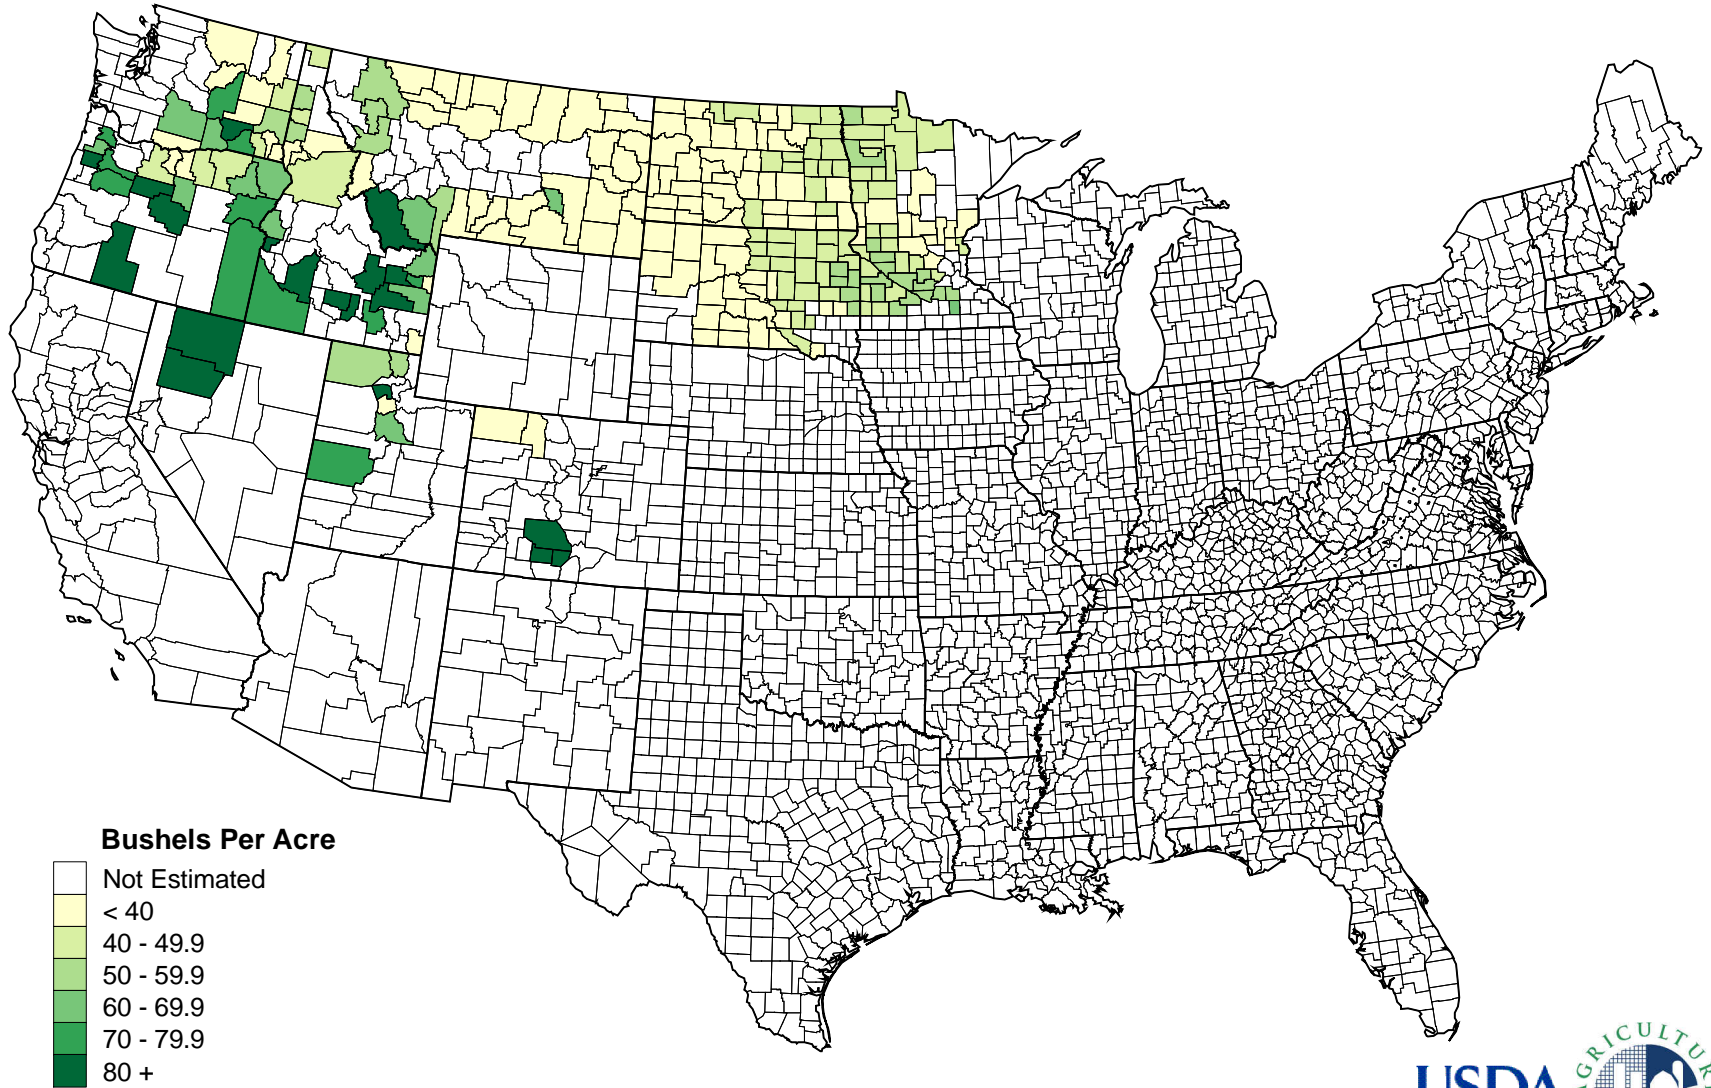 Bushels Per Acre
Not Estimated
< 40
40 - 49.9
50 - 59.9
60 - 69.9
70 - 79.9
80 +
USDA